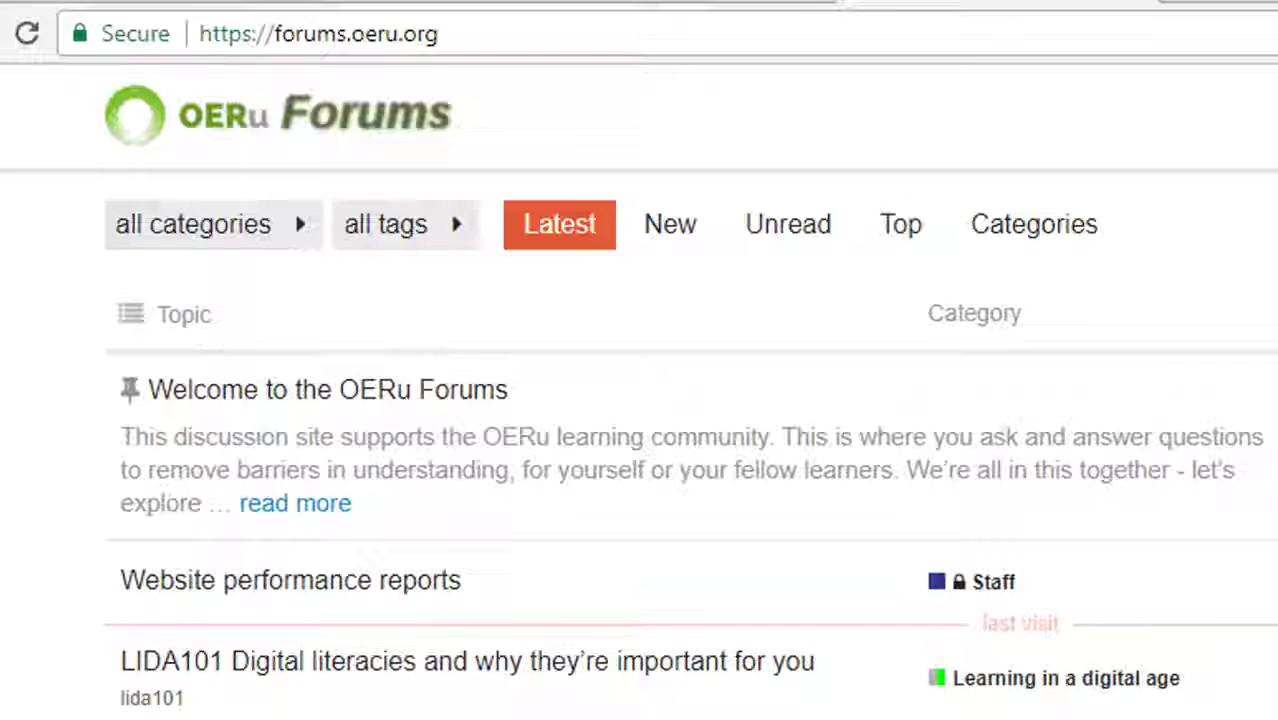 Secure | https://forums.oeru.org
OERu Forums
all categories all tags Latest New Unread Top Categories
Topic Category
Welcome to the OERu Forums
This discussion site supports the OERu learning community. This is where you ask and answer questions
to remove barriers in understanding, for yourself or your fellow learners. We're all in this together - let's
explore … read more
Website performance reports Staff
last visit
LIDA101 Digital literacies and why they're important for you
Learning in a digital age
lida101